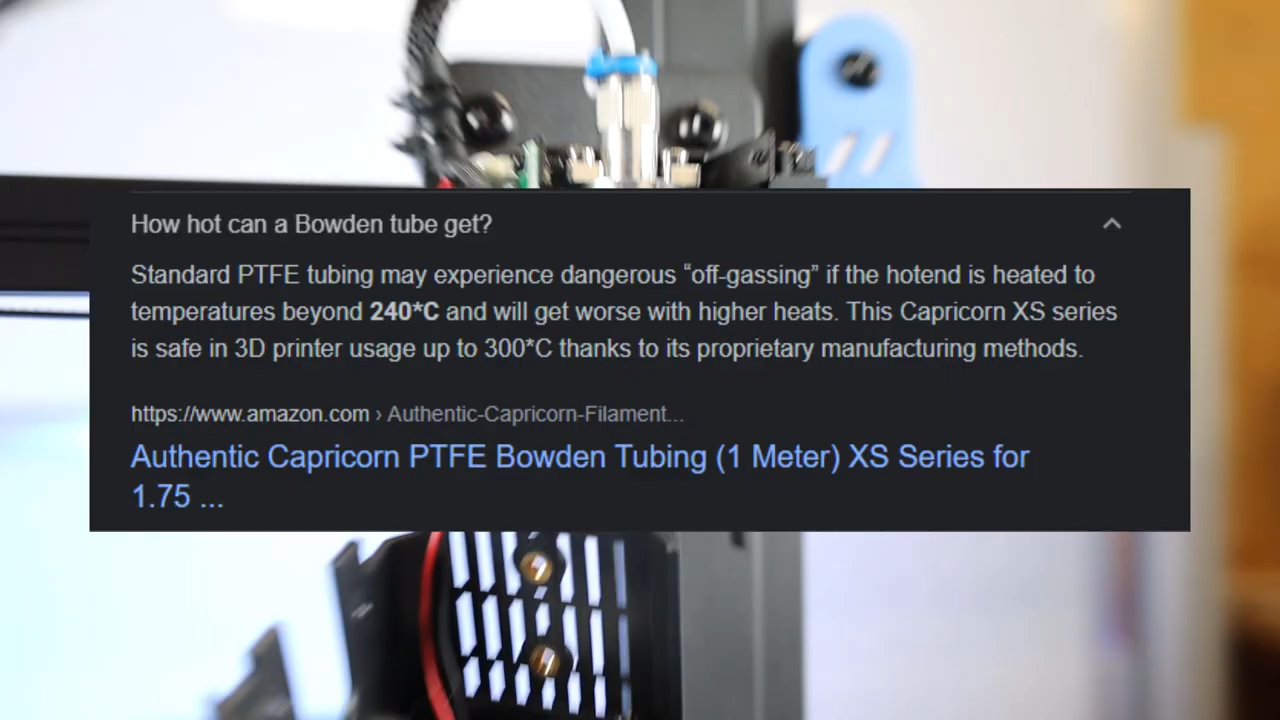 How hot can a Bowden tube get?
Standard PTFE tubing may experience dangerous “off-gassing” if the hotend is heated to
temperatures beyond 240*C and will get worse with higher heats. This Capricorn XS series
is safe in 3D printer usage up to 300*C thanks to its proprietary manufacturing methods.
https://www.amazon.com › Authentic-Capricorn-Filament...
Authentic Capricorn PTFE Bowden Tubing (1 Meter) XS Series for
1.75 ...